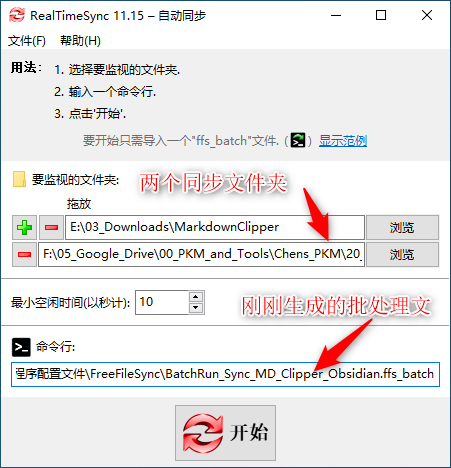 RealTimeSync 11.15 – 自动同步
文件(F) 帮助(H)
用法: 1. 选择要监视的文件夹.
2. 输入一个命令行.
3. 点击'开始'.
要开始只需导入一个"ffs_batch"文件. ( ) 显示范例
要监视的文件夹:
两个同步文件夹
拖放
E:\03_Downloads\MarkdownClipper 浏览
F:\05_Google_Drive\00_PKM_and_Tools\Chens_PKM\20_ 浏览
最小空闲时间(以秒计): 10
刚刚生成的批处理文
命令行:
程序配置文件\FreeFileSync\BatchRun_Sync_MD_Clipper_Obsidian.ffs_batch
开始